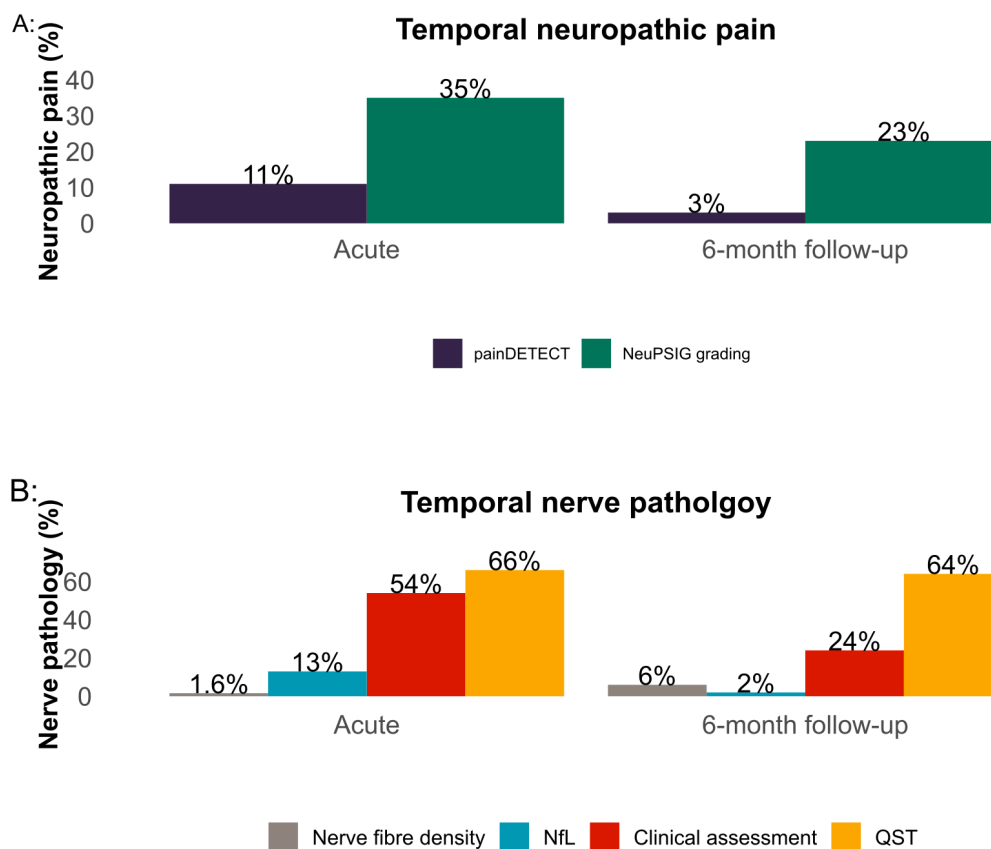 A:
Temporal neuropathic pain
Neuropathic pain (%)
40
30
20
10
0
11%
35%
3%
23%
Acute
6-month follow-up
painDETECT
NeuPSIG grading
B:
Temporal nerve patholgoy
Nerve pathology (%)
60
40
20
0
1.6%
13%
54%
66%
6%
2%
24%
64%
Acute
6-month follow-up
Nerve fibre density
NfL
Clinical assessment
QST